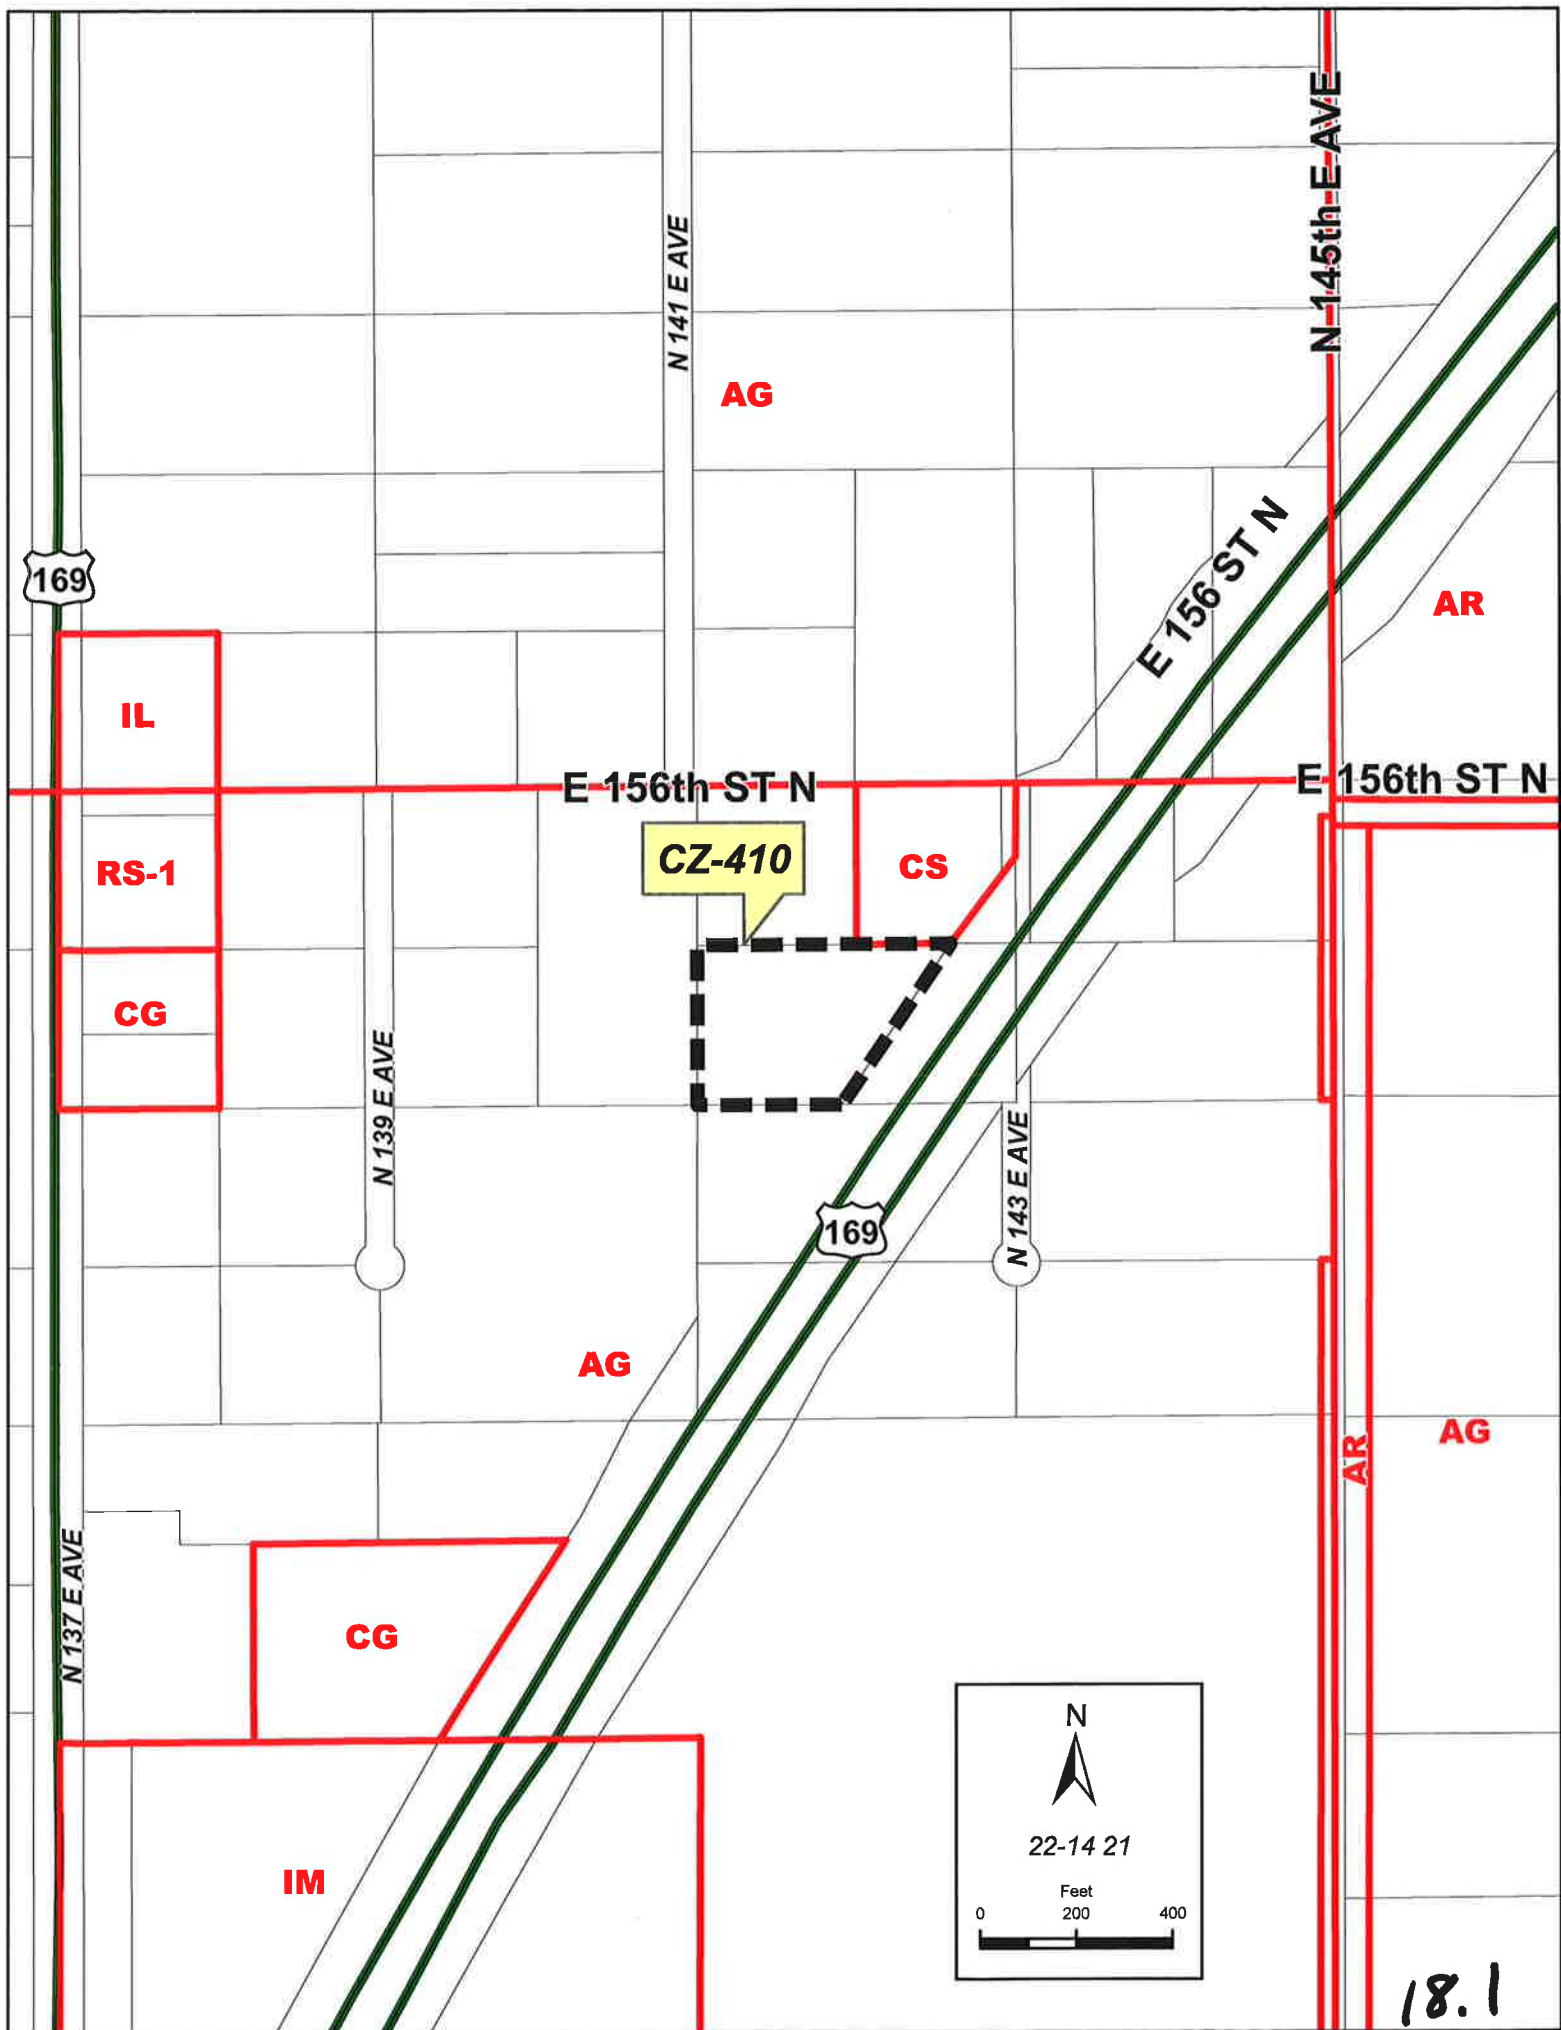 N 145th E AVE
N 141 E AVE
AG
E 156 ST N
169
AR
IL
E 156th ST N
E 156th ST N
CZ-410
CS
RS-1
CG
N 139 E AVE
N 143 E AVE
169
AG
AG
AR
N 137 E AVE
CG
N
22-14 21
Feet
0 200 400
IM
18.1